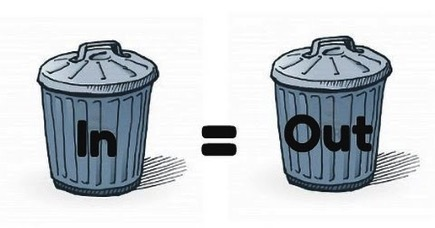 In = Out